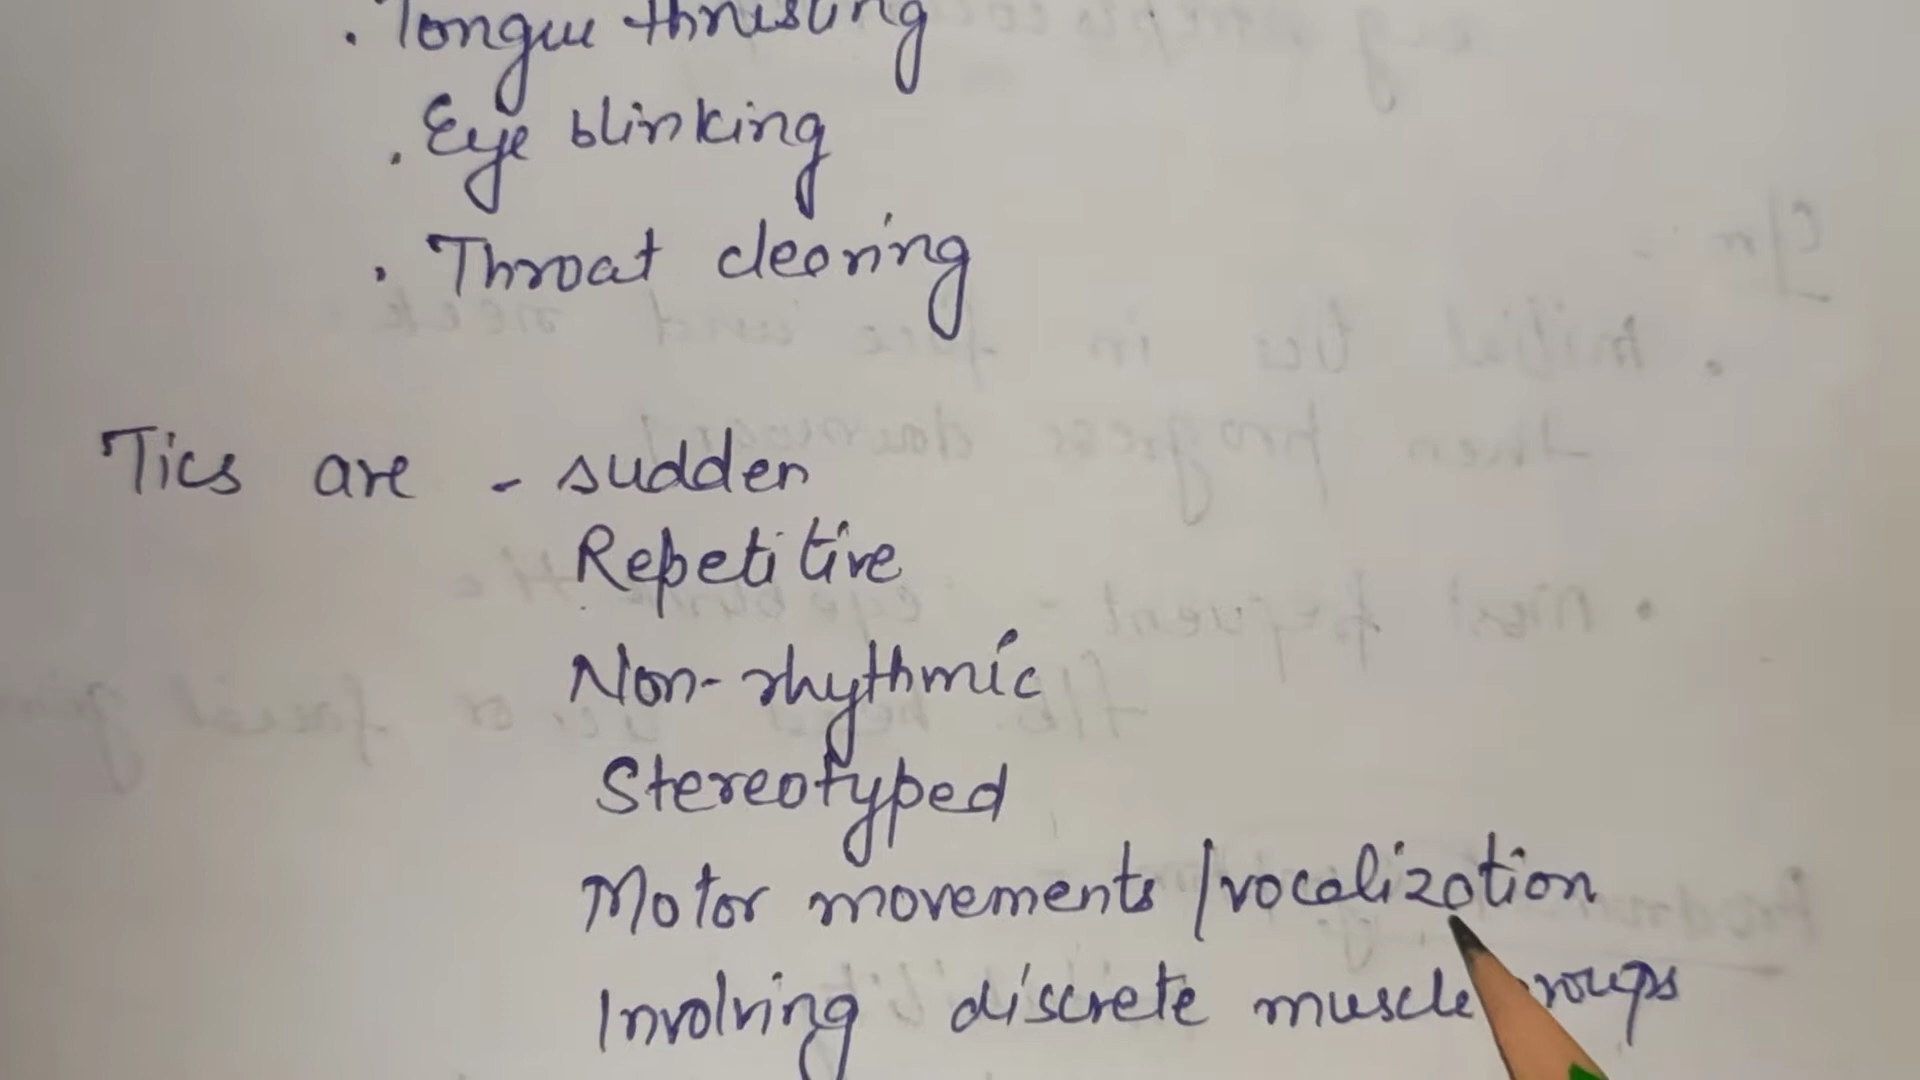 . Tongue thrusting
. Eye blinking
. Throat clearing
Tics are - sudden
Repetitive
Non-rhythmic
Stereotyped
Motor movements /vocalization
Involving discrete muscle groups